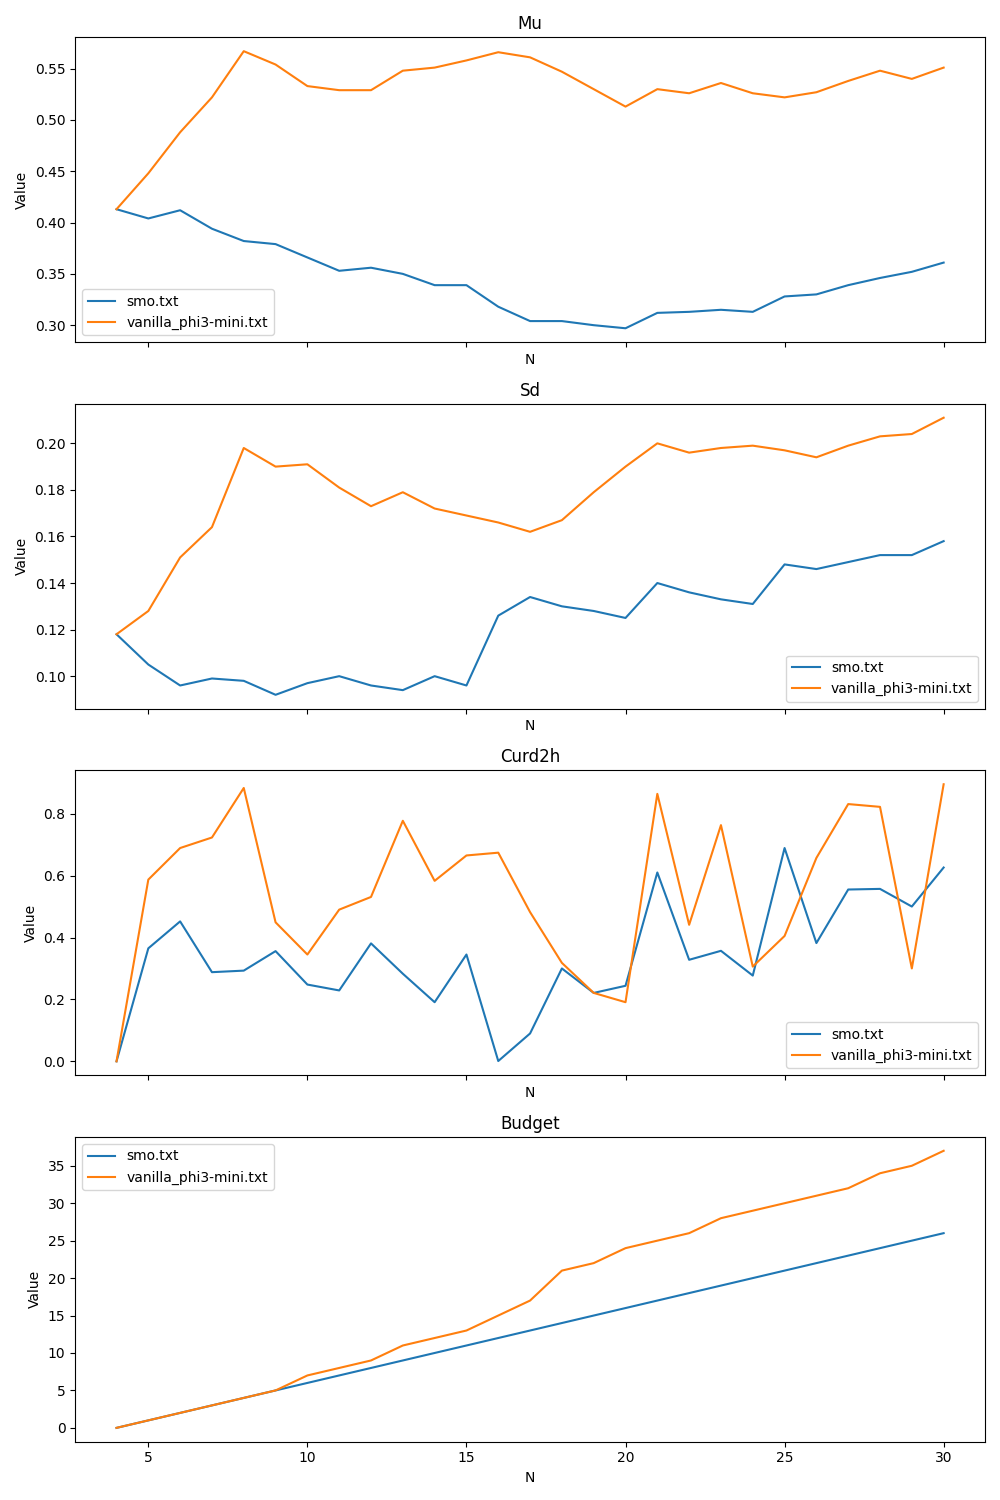 Mu
0.55
0.50
0.45
0.40
0.35
0.30
Value
smo.txt
vanilla_phi3-mini.txt
N
Sd
0.20
0.18
0.16
0.14
0.12
0.10
Value
smo.txt
vanilla_phi3-mini.txt
N
Curd2h
0.8
0.6
0.4
0.2
0.0
Value
smo.txt
vanilla_phi3-mini.txt
N
Budget
35
30
25
20
15
10
5
0
Value
smo.txt
vanilla_phi3-mini.txt
5 10 15 20 25 30
N